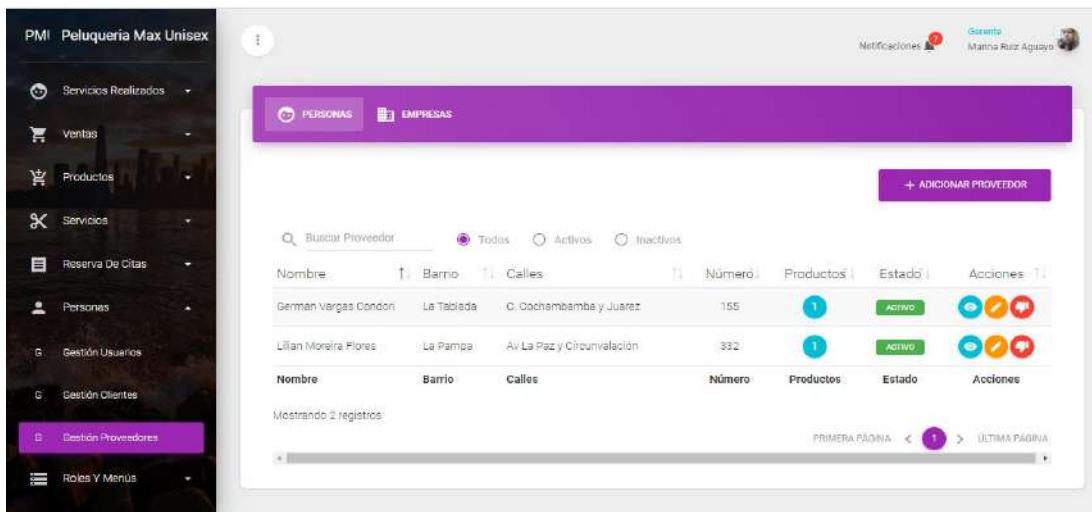 PMI Peluqueria Max Unisex
Servicios Realizados
Ventas
Productos
Servicios
Reserva De Citas
Personas
G Gestión Usuarios
G Gestión Clientes
G Gestión Proveedores
Roles Y Menús
Notificaciones 7
Gerente
Marina Ruiz Aguayo
PERSONAS EMPRESAS
+ ADICIONAR PROVEEDOR
Buscar Proveedor Todos Activos Inactivos
Nombre Barrio Calles Número Productos Estado Acciones
German Vargas Condori La Tablada C. Cochambamba y Juarez 155 1 ACTIVO
Lilian Moreira Flores La Pampa Av La Paz y Circunvalación 332 1 ACTIVO
Nombre Barrio Calles Número Productos Estado Acciones
Mostrando 2 registros
PRIMERA PÁGINA < 1 > ÚLTIMA PÁGINA